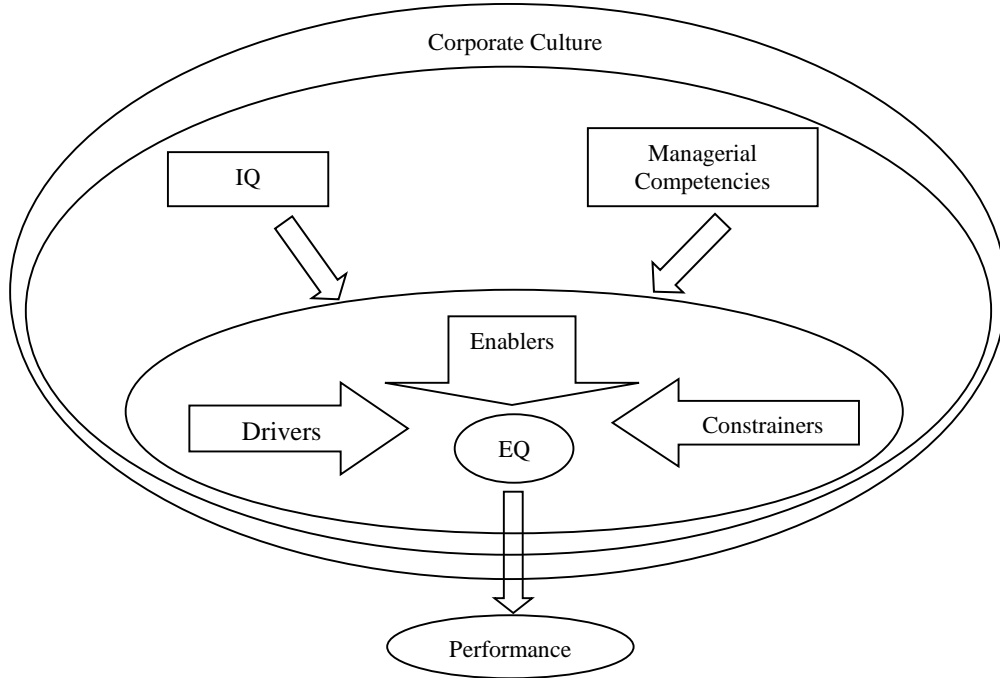 Corporate Culture
IQ
Managerial
Competencies
Enablers
Drivers
Constrainers
EQ
Performance